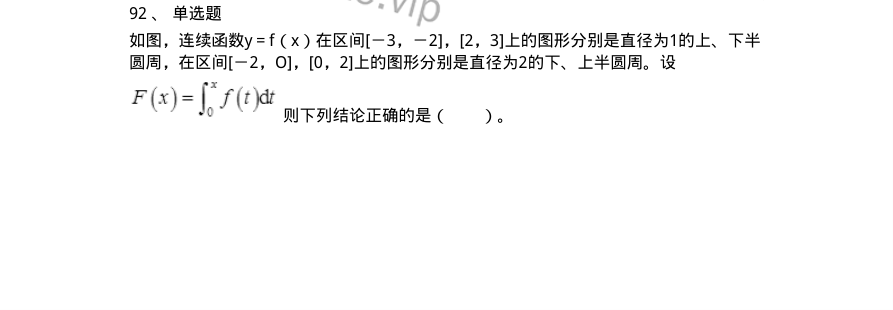 .vip
92 、 单选题
如图，连续函数y = f（x）在区间[－3，－2]，[2，3]上的图形分别是直径为1的上、下半
圆周，在区间[－2，O]，[0，2]上的图形分别是直径为2的下、上半圆周。设
F(x)=∫₀ˣ f(t)dt 则下列结论正确的是（　　）。